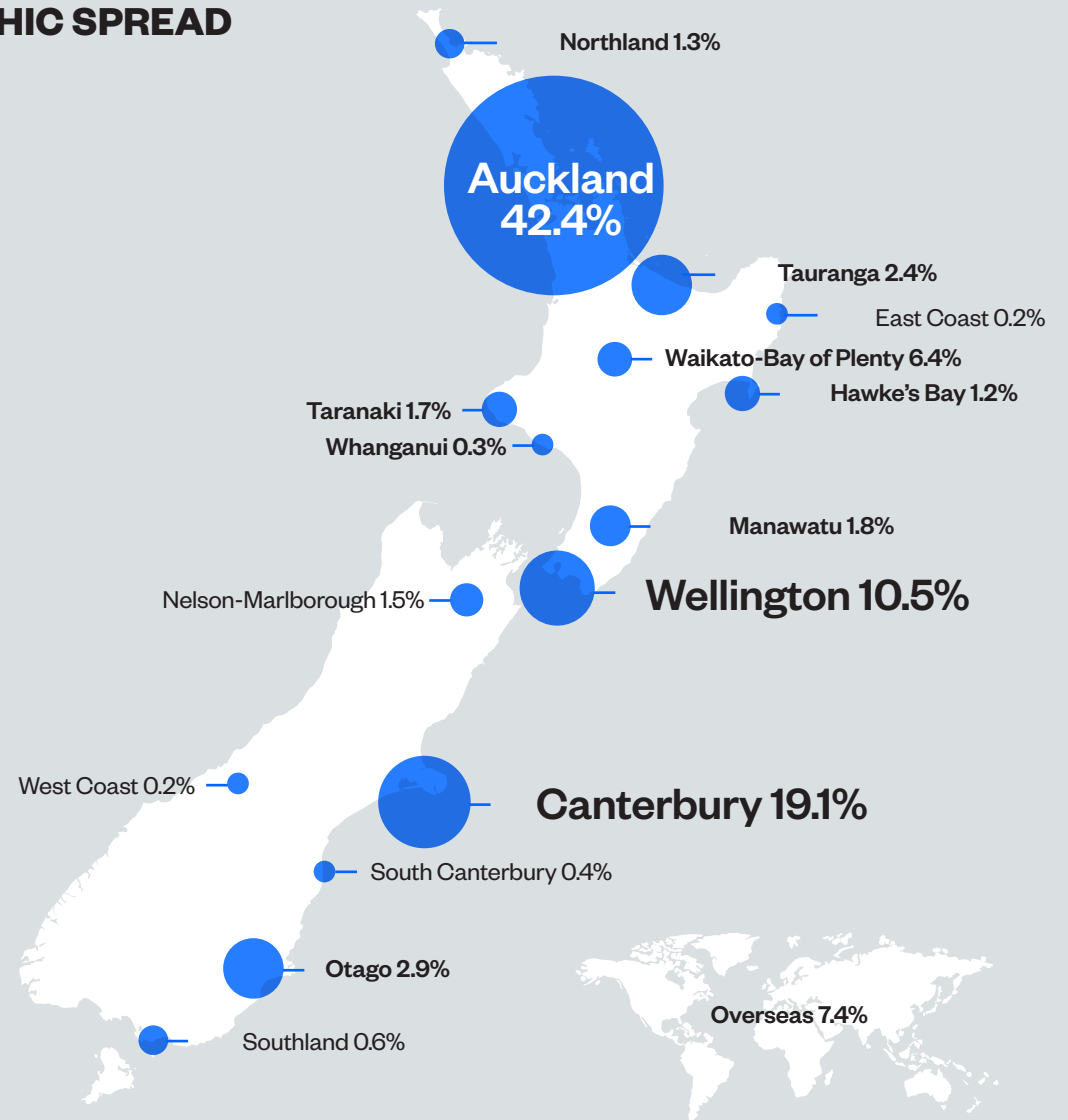 HIC SPREAD
Northland 1.3%
Auckland
42.4%
Tauranga 2.4%
East Coast 0.2%
Waikato-Bay of Plenty 6.4%
Hawke’s Bay 1.2%
Taranaki 1.7%
Whanganui 0.3%
Manawatu 1.8%
Wellington 10.5%
Nelson-Marlborough 1.5%
West Coast 0.2%
Canterbury 19.1%
South Canterbury 0.4%
Otago 2.9%
Overseas 7.4%
Southland 0.6%